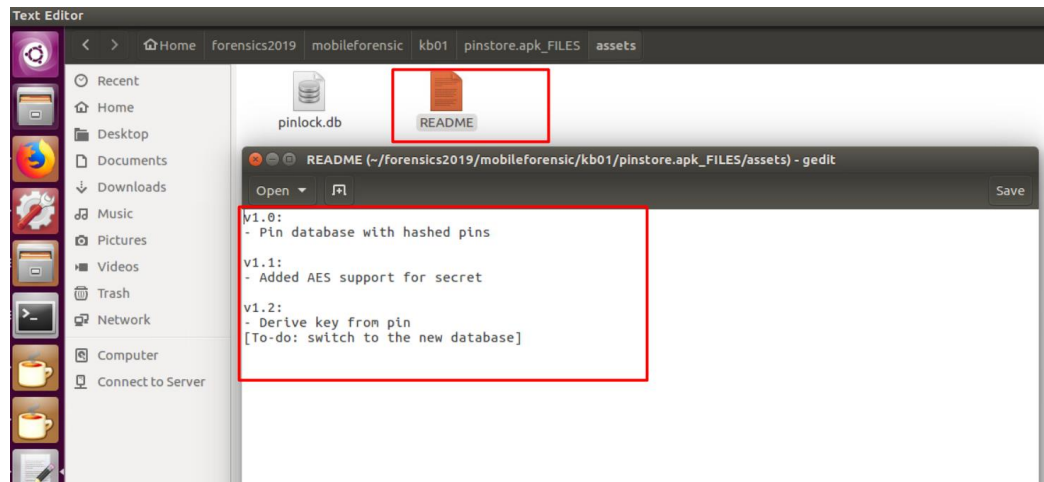 Text Editor
Home forensics2019 mobileforensic kb01 pinstore.apk_FILES assets
Recent
Home
Desktop
Documents
Downloads
Music
Pictures
Videos
Trash
Network
Computer
Connect to Server
pinlock.db
README
README (~/forensics2019/mobileforensic/kb01/pinstore.apk_FILES/assets) - gedit
Open
Save
v1.0:
- Pin database with hashed pins
v1.1:
- Added AES support for secret
v1.2:
- Derive key from pin
[To-do: switch to the new database]